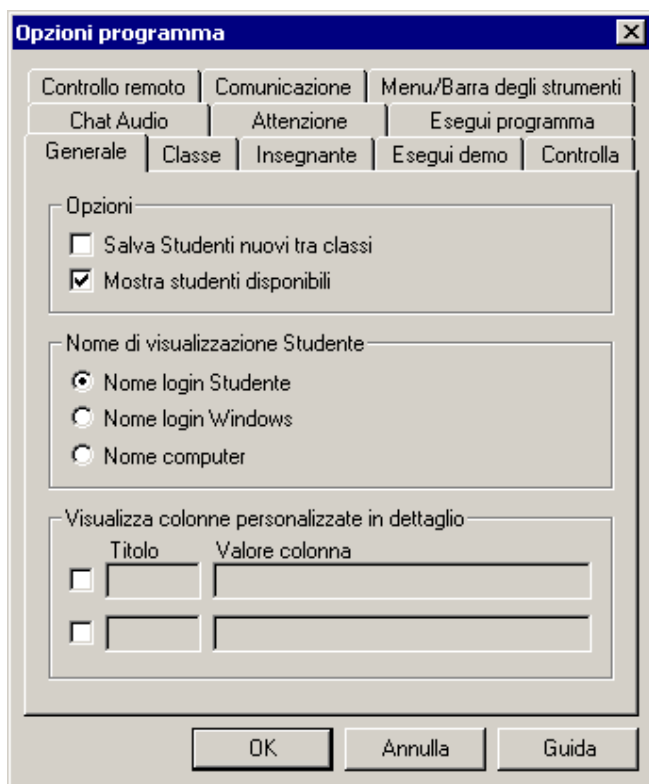 Opzioni programma
Controllo remoto Comunicazione Menu/Barra degli strumenti
Chat Audio Attenzione Esegui programma
Generale Classe Insegnante Esegui demo Controlla
Opzioni
Salva Studenti nuovi tra classi
Mostra studenti disponibili
Nome di visualizzazione Studente
Nome login Studente
Nome login Windows
Nome computer
Visualizza colonne personalizzate in dettaglio
Titolo Valore colonna
OK Annulla Guida